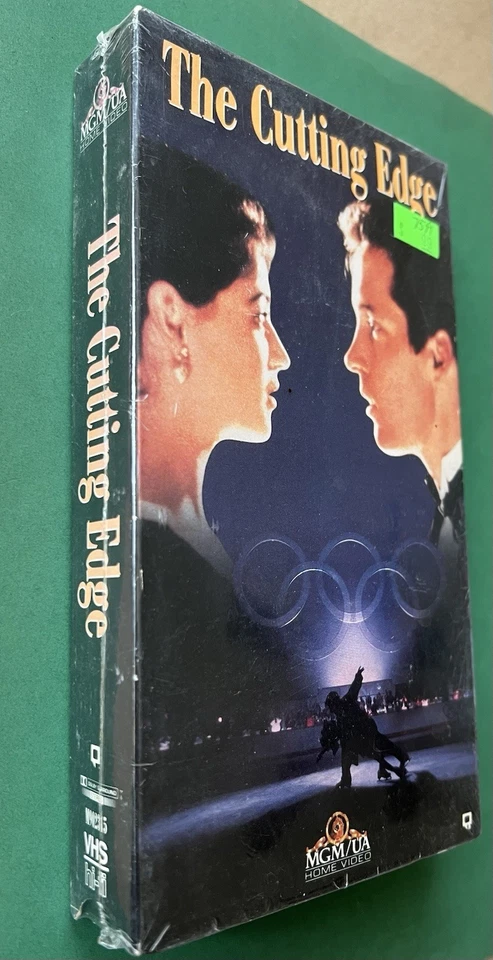 The Cutting Edge
MGM/UA
HOME VIDEO
The Cutting Edge
VHS
hi-fi
MGM/UA
HOME VIDEO